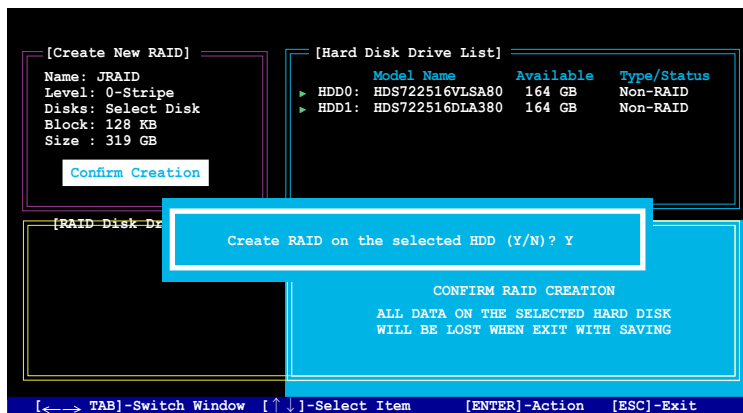 [Create New RAID]
Name: JRAID
Level: 0-Stripe
Disks: Select Disk
Block: 128 KB
Size : 319 GB
Confirm Creation
[Hard Disk Drive List]
Model Name Available Type/Status
▸ HDD0: HDS722516VLSA80 164 GB Non-RAID
▸ HDD1: HDS722516DLA380 164 GB Non-RAID
[RAID Disk Dr
Create RAID on the selected HDD (Y/N)? Y
CONFIRM RAID CREATION
ALL DATA ON THE SELECTED HARD DISK
WILL BE LOST WHEN EXIT WITH SAVING
[←→ TAB]-Switch Window [↑↓]-Select Item [ENTER]-Action [ESC]-Exit